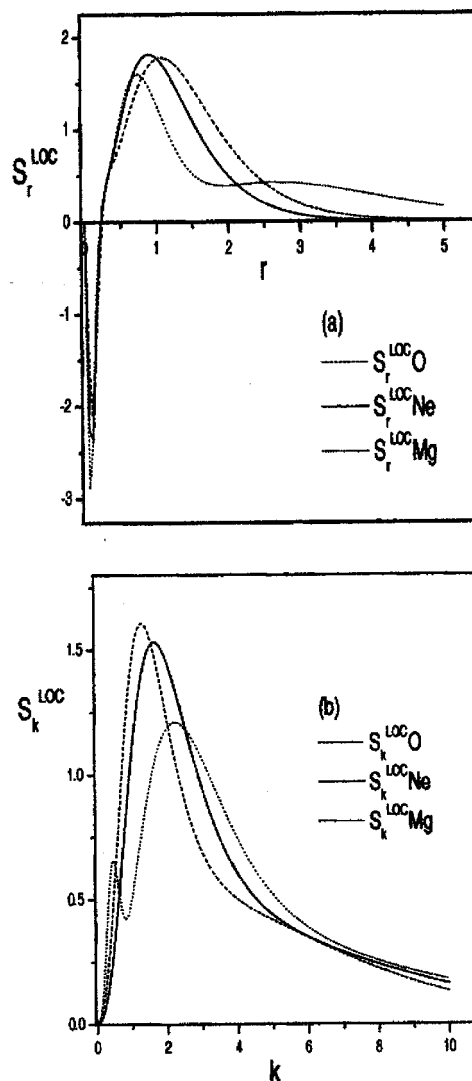 2
1
0
-1
-2
-3
S_r^LOC
0 1 2 3 4 5
r
(a)
S_r^LOC O
S_r^LOC Ne
S_r^LOC Mg
1.5
1.0
0.5
0.0
S_k^LOC
(b)
S_k^LOC O
S_k^LOC Ne
S_k^LOC Mg
0 2 4 6 8 10
k